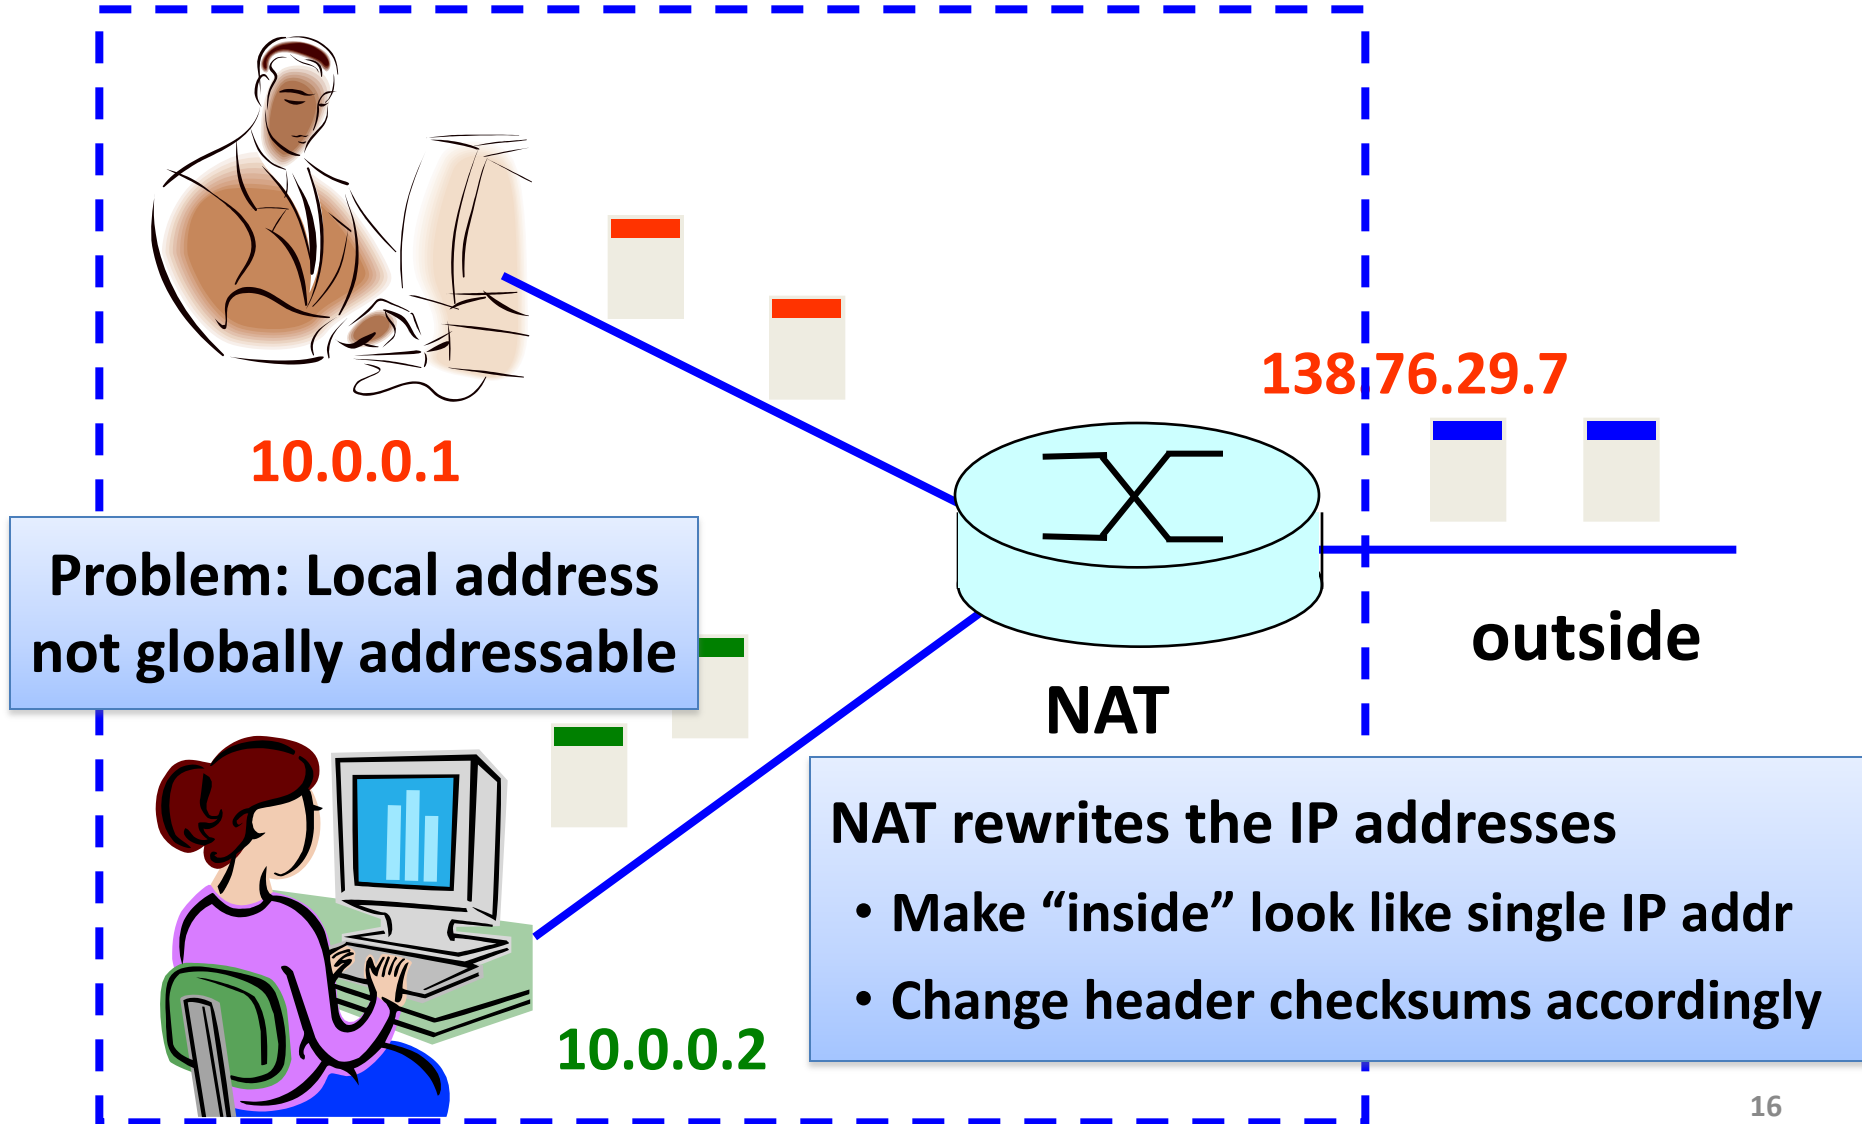 138.76.29.7
10.0.0.1
Problem: Local address
not globally addressable
outside
NAT
NAT rewrites the IP addresses
• Make “inside” look like single IP addr
• Change header checksums accordingly
10.0.0.2
16